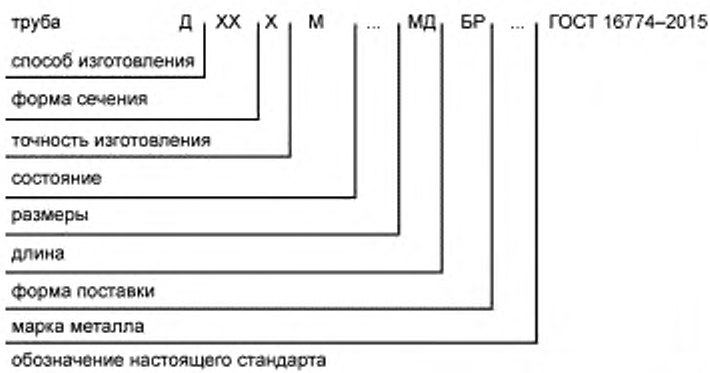 труба Д ХХ Х М ... МД БР ... ГОСТ 16774–2015
способ изготовления
форма сечения
точность изготовления
состояние
размеры
длина
форма поставки
марка металла
обозначение настоящего стандарта